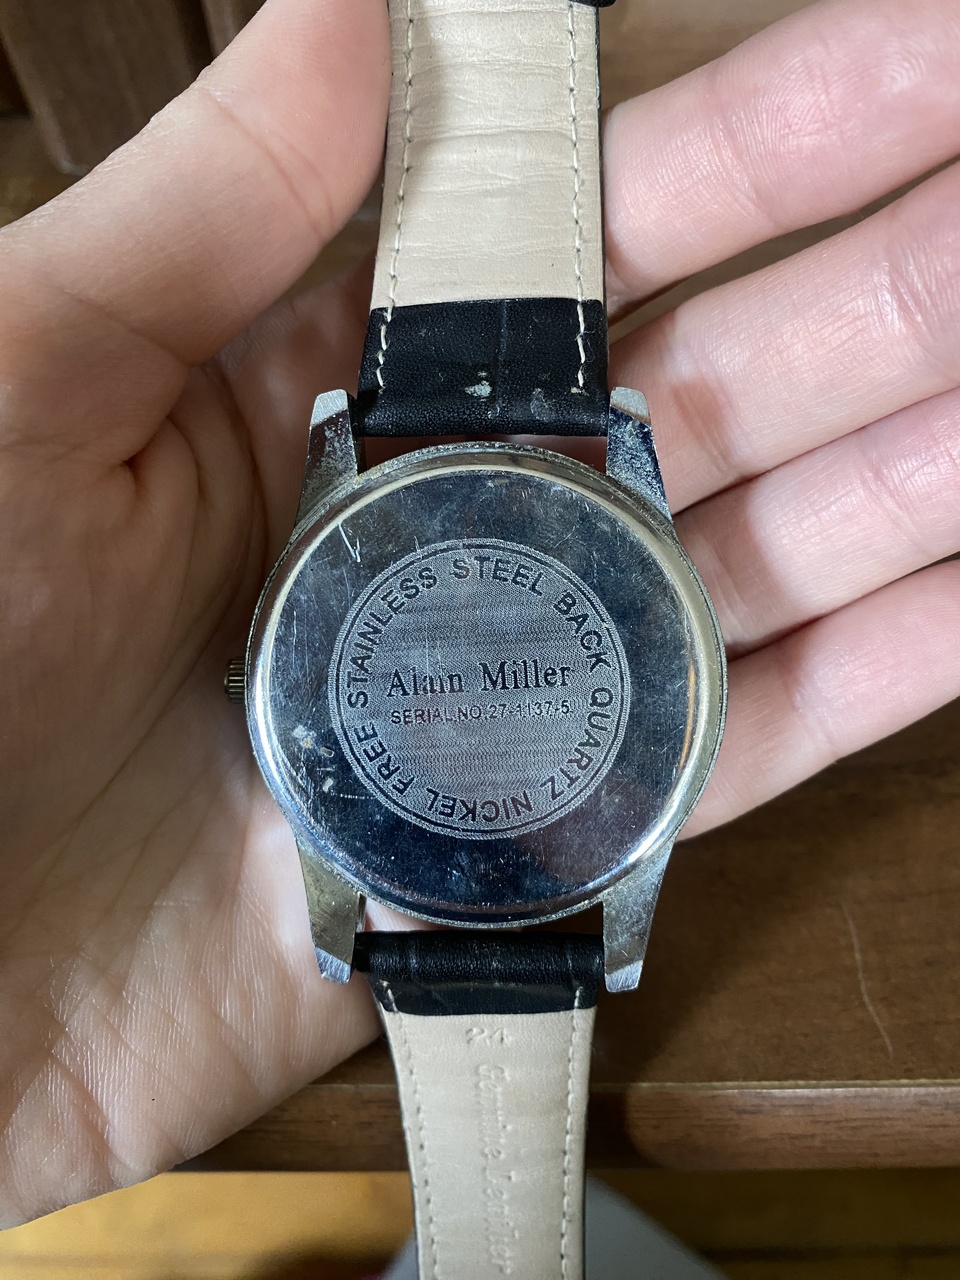 STAINLESS STEEL BACK QUARTZ NICKEL FREE
Alain Miller
SERIAL.NO.27-1137-5
24
Genuine Leather